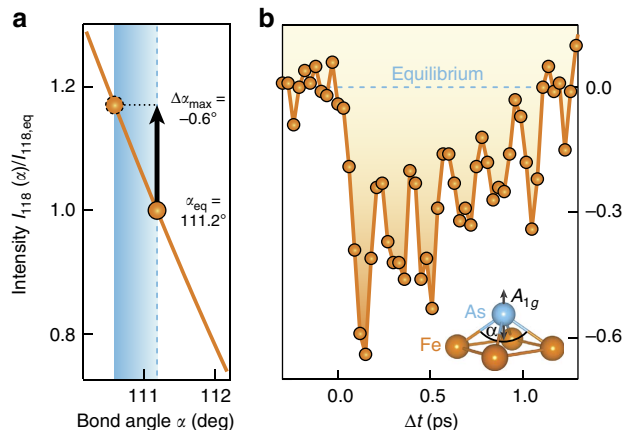 a
Intensity I118 (α)/I118,eq
1.2
1.0
0.8
Δαmax =
–0.6°
αeq =
111.2°
111
112
Bond angle α (deg)
b
Equilibrium
0.0
–0.3
–0.6
A1g
As
α
Fe
0.0
0.5
1.0
Δt (ps)